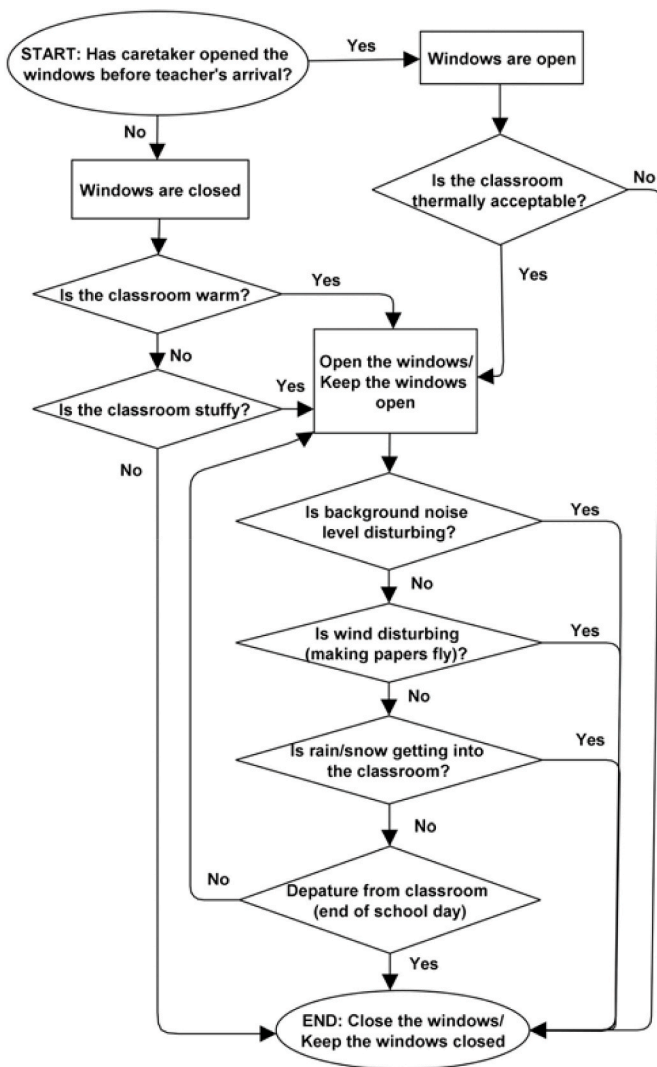 START: Has caretaker opened the
windows before teacher's arrival?
Yes
Windows are open
No
Windows are closed
Is the classroom
thermally acceptable?
No
Yes
Is the classroom warm?
Yes
No
Open the windows/
Keep the windows
open
Is the classroom stuffy?
Yes
No
Is background noise
level disturbing?
Yes
No
Is wind disturbing
(making papers fly)?
Yes
No
Is rain/snow getting into
the classroom?
Yes
No
Depature from classroom
(end of school day)
No
Yes
END: Close the windows/
Keep the windows closed